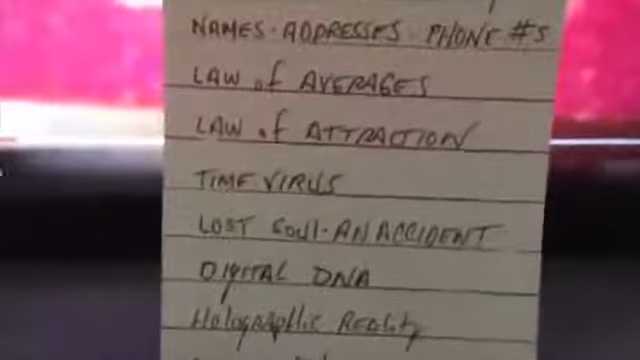 NAMES · ADDRESSES · PHONE #S
LAW of AVERAGES
LAW of ATTRACTION
TIME VIRUS
LOST SOUl · AN ACCIDENT
DIgITAL DNA
Holographic Reality